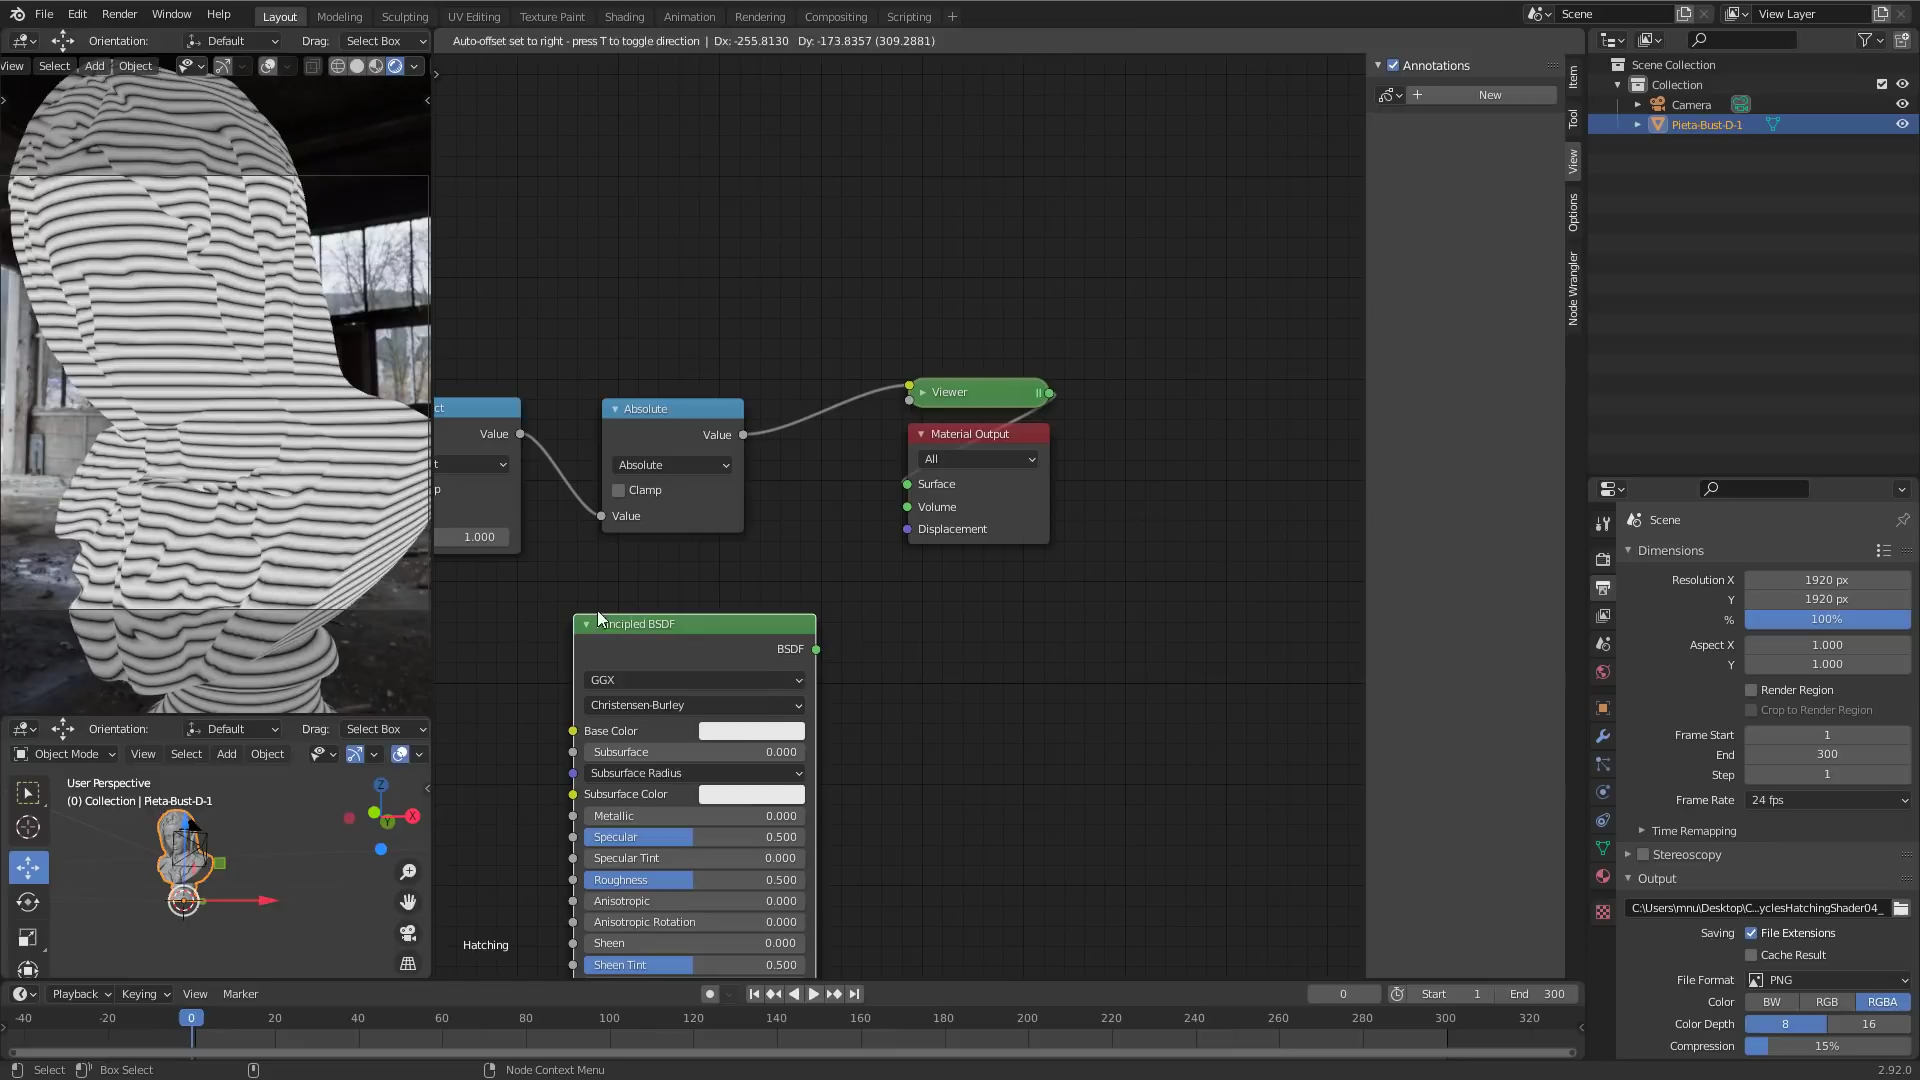 File Edit Render Window Help Layout Modeling Sculpting UV Editing Texture Paint Shading Animation Rendering Compositing Scripting + Scene View Layer
Orientation: Default Drag: Select Box
Auto-offset set to right - press T to toggle direction | Dx: -255.8130 Dy: -173.8357 (309.2881)
View Select Add Object
Annotations
+ New
Item
Tool
View
Options
Node Wrangler
Scene Collection
Collection
Camera
Pieta-Bust-D-1
ct
Value
t
p
1.000
Absolute
Value
Absolute
Clamp
Value
Viewer
Material Output
All
Surface
Volume
Displacement
ncipled BSDF
BSDF
GGX
Christensen-Burley
Base Color
Subsurface 0.000
Subsurface Radius
Subsurface Color
Metallic 0.000
Specular 0.500
Specular Tint 0.000
Roughness 0.500
Anisotropic 0.000
Anisotropic Rotation 0.000
Sheen 0.000
Sheen Tint 0.500
Hatching
Scene
Dimensions
Resolution X 1920 px
Y 1920 px
% 100%
Aspect X 1.000
Y 1.000
Render Region
Crop to Render Region
Frame Start 1
End 300
Step 1
Frame Rate 24 fps
Time Remapping
Stereoscopy
Output
C:\Users\mnu\Desktop\C...yclesHatchingShader04_
Saving File Extensions
Cache Result
File Format PNG
Color BW RGB RGBA
Color Depth 8 16
Compression 15%
Orientation: Default Drag: Select Box
Object Mode View Select Add Object
User Perspective
(0) Collection | Pieta-Bust-D-1
Z
X
Y
Playback Keying View Marker 0 Start 1 End 300
-40 -20 0 20 40 60 80 100 120 140 160 180 200 220 240 260 280 300 320
Select Box Select Node Context Menu 2.92.0